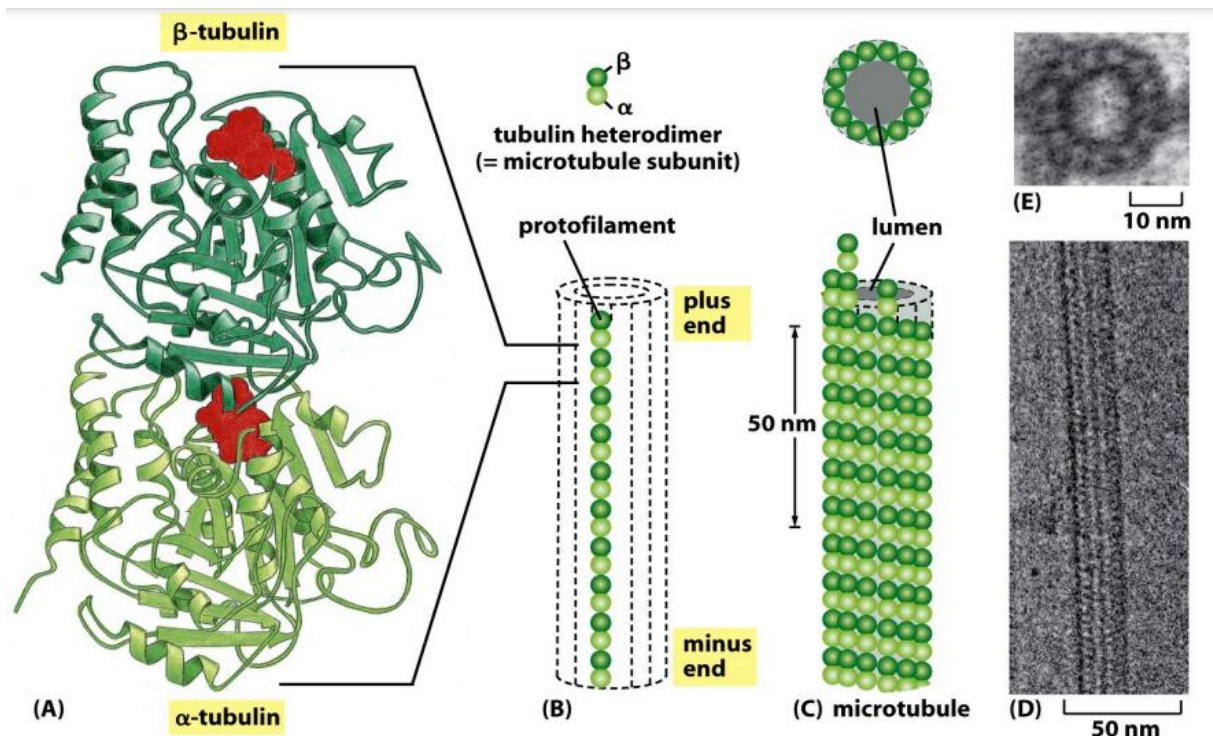 β-tubulin
(A)
α-tubulin
β
α
tubulin heterodimer
(= microtubule subunit)
protofilament
plus
end
minus
end
(B)
lumen
50 nm
(C) microtubule
(E)
10 nm
(D)
50 nm